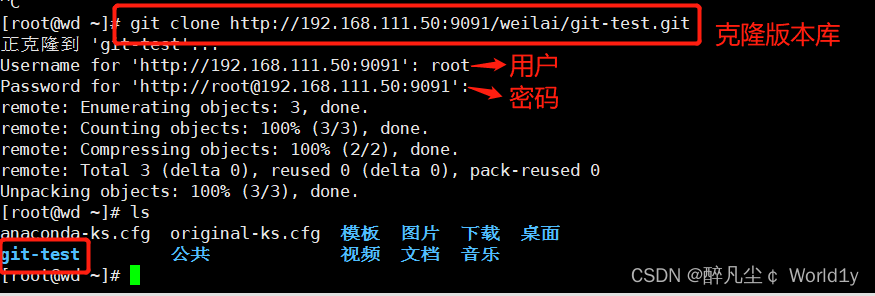 ^C
[root@wd ~]# git clone http://192.168.111.50:9091/weilai/git-test.git 克隆版本库
正克隆到 'git-test'...
Username for 'http://192.168.111.50:9091': root 用户
Password for 'http://root@192.168.111.50:9091': 密码
remote: Enumerating objects: 3, done.
remote: Counting objects: 100% (3/3), done.
remote: Compressing objects: 100% (2/2), done.
remote: Total 3 (delta 0), reused 0 (delta 0), pack-reused 0
Unpacking objects: 100% (3/3), done.
[root@wd ~]# ls
anaconda-ks.cfg original-ks.cfg 模板 图片 下载 桌面
git-test 公共 视频 文档 音乐
[root@wd ~]#
CSDN @醉凡尘￠ World1y